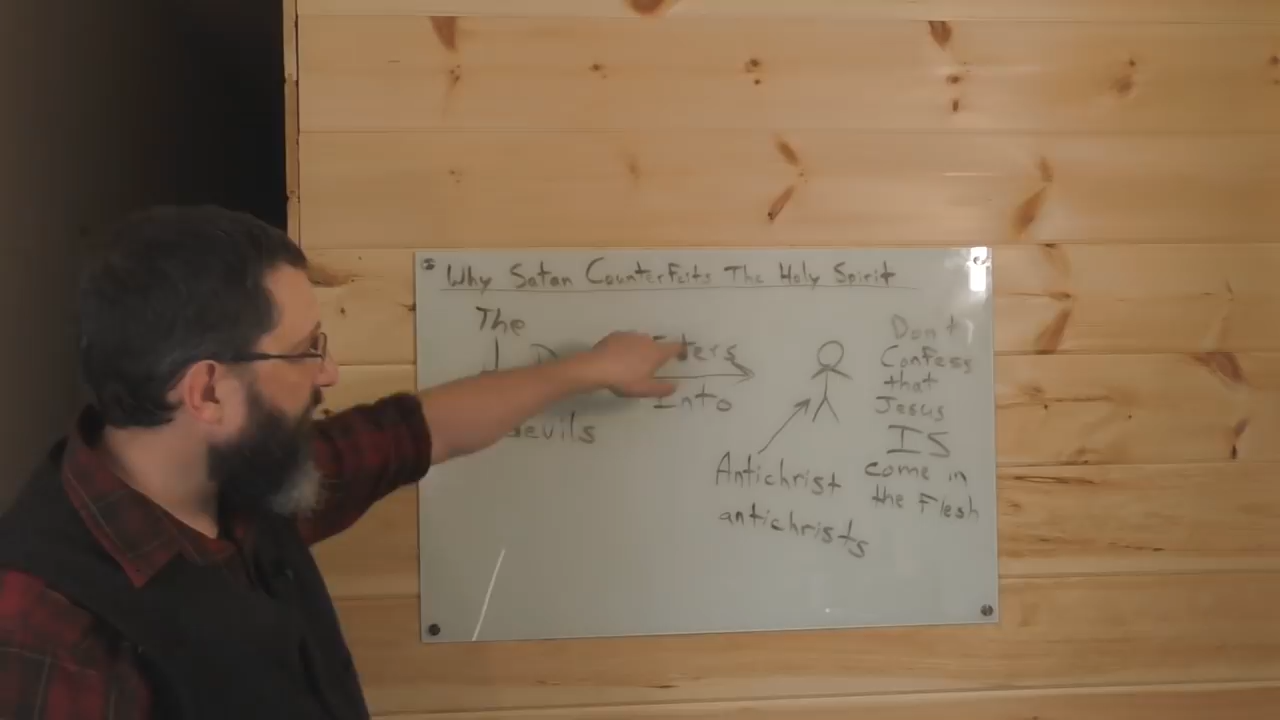 Why Satan Counterfeits The Holy Spirit
The
Into
devils
Antichrist
antichrists
Don't
Confess
that
Jesus
IS
come in
the Flesh